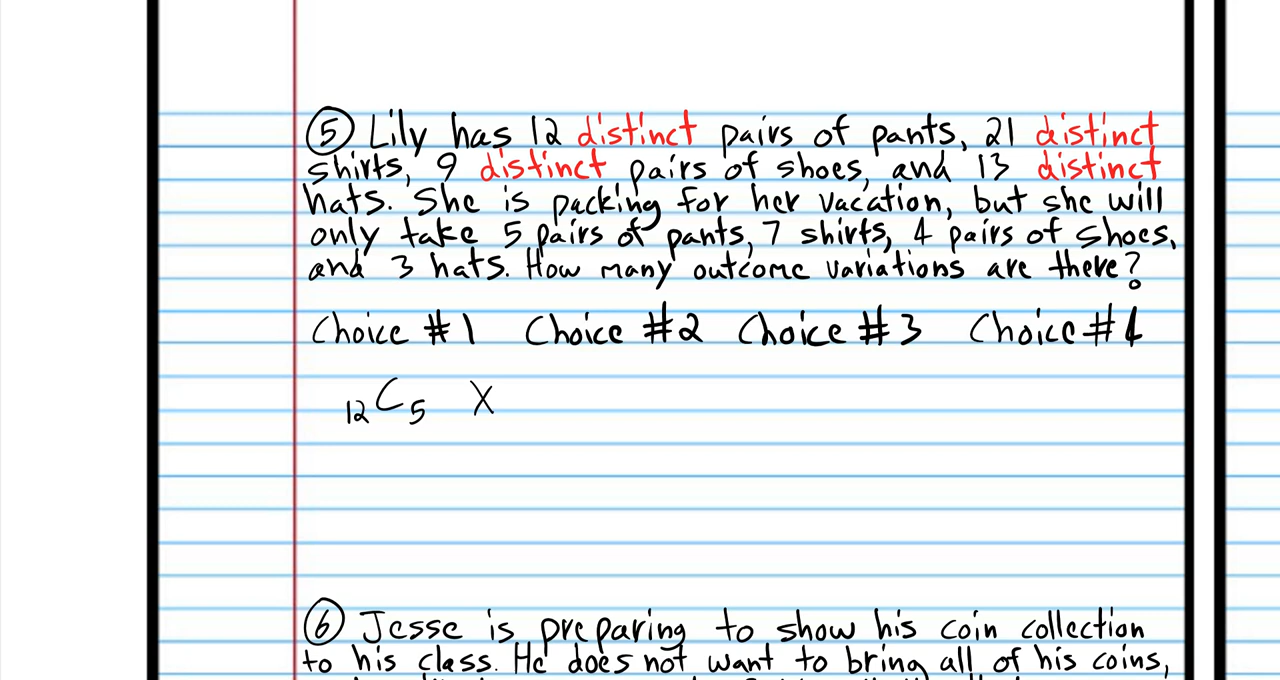 ⑤ Lily has 12 distinct pairs of pants, 21 distinct
shirts, 9 distinct pairs of shoes, and 13 distinct
hats. She is packing for her vacation, but she will
only take 5 pairs of pants, 7 shirts, 4 pairs of shoes,
and 3 hats. How many outcome variations are there?
Choice #1 Choice #2 Choice #3 Choice #4
₁₂C₅ X
⑥ Jesse is preparing to show his coin collection
to his class. He does not want to bring all of his coins,